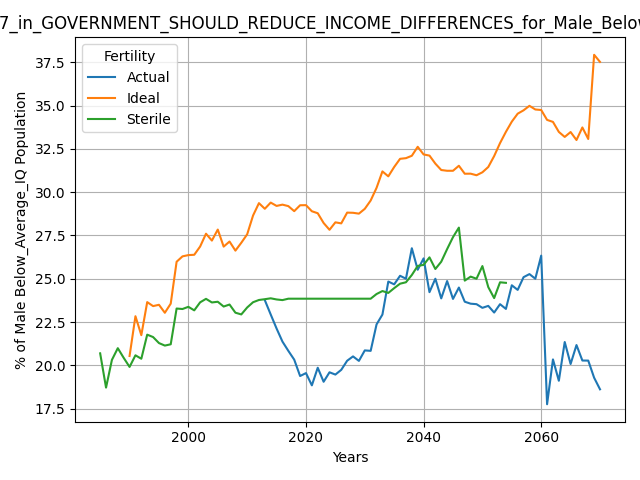 7_in_GOVERNMENT_SHOULD_REDUCE_INCOME_DIFFERENCES_for_Male_Below
Fertility
Actual
Ideal
Sterile
% of Male Below_Average_IQ Population
37.5
35.0
32.5
30.0
27.5
25.0
22.5
20.0
17.5
2000
2020
2040
2060
Years